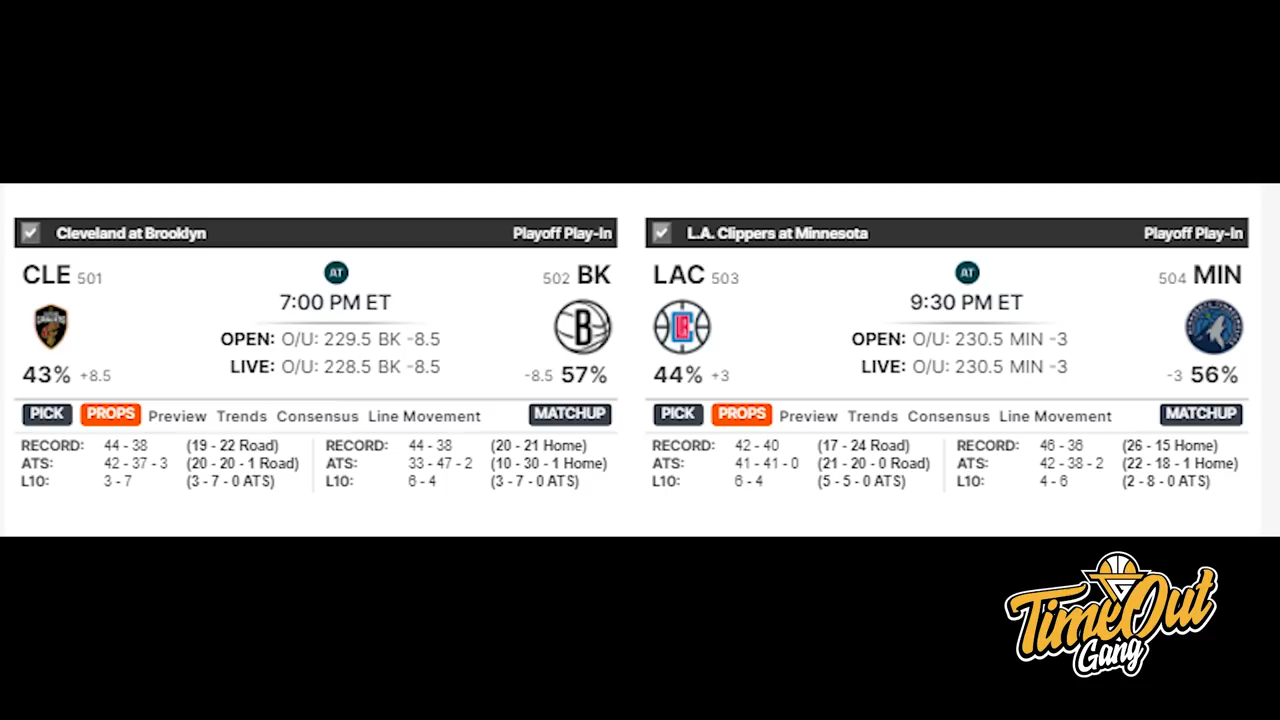 Cleveland at Brooklyn Playoff Play-In
CLE 501 AT 502 BK
7:00 PM ET
OPEN: O/U: 229.5 BK -8.5
LIVE: O/U: 228.5 BK -8.5
43% +8.5 -8.5 57%
PICK PROPS Preview Trends Consensus Line Movement MATCHUP
RECORD: 44 - 38 (19 - 22 Road) RECORD: 44 - 38 (20 - 21 Home)
ATS: 42 - 37 - 3 (20 - 20 - 1 Road) ATS: 33 - 47 - 2 (10 - 30 - 1 Home)
L10: 3 - 7 (3 - 7 - 0 ATS) L10: 6 - 4 (3 - 7 - 0 ATS)
L.A. Clippers at Minnesota Playoff Play-In
LAC 503 AT 504 MIN
9:30 PM ET
OPEN: O/U: 230.5 MIN -3
LIVE: O/U: 230.5 MIN -3
44% +3 -3 56%
PICK PROPS Preview Trends Consensus Line Movement MATCHUP
RECORD: 42 - 40 (17 - 24 Road) RECORD: 46 - 36 (26 - 15 Home)
ATS: 41 - 41 - 0 (21 - 20 - 0 Road) ATS: 42 - 38 - 2 (22 - 18 - 1 Home)
L10: 6 - 4 (5 - 5 - 0 ATS) L10: 4 - 6 (2 - 8 - 0 ATS)
TimeOut
Gang